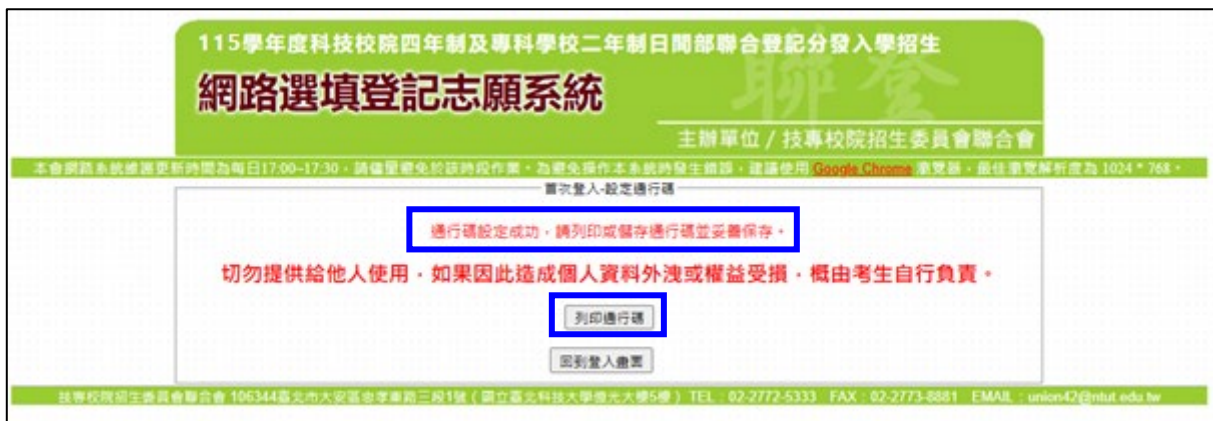 115學年度科技校院四年制及專科學校二年制日間部聯合登記分發入學招生
聯登
網路選填登記志願系統
主辦單位 / 技專校院招生委員會聯合會
本會網路系統維護更新時間為每日17:00~17:30，請儘量避免於該時段作業。為避免操作本系統時發生錯誤，建議使用 Google Chrome 瀏覽器，最佳瀏覽解析度為 1024 * 768。
首次登入-設定通行碼
通行碼設定成功，請列印或儲存通行碼並妥善保存。
切勿提供給他人使用，如果因此造成個人資料外洩或權益受損，概由考生自行負責。
列印通行碼
回到登入畫面
技專校院招生委員會聯合會 106344臺北市大安區忠孝東路三段1號（國立臺北科技大學億光大樓5樓） TEL：02-2772-5333 FAX：02-2773-8881 EMAIL：union42@ntut.edu.tw